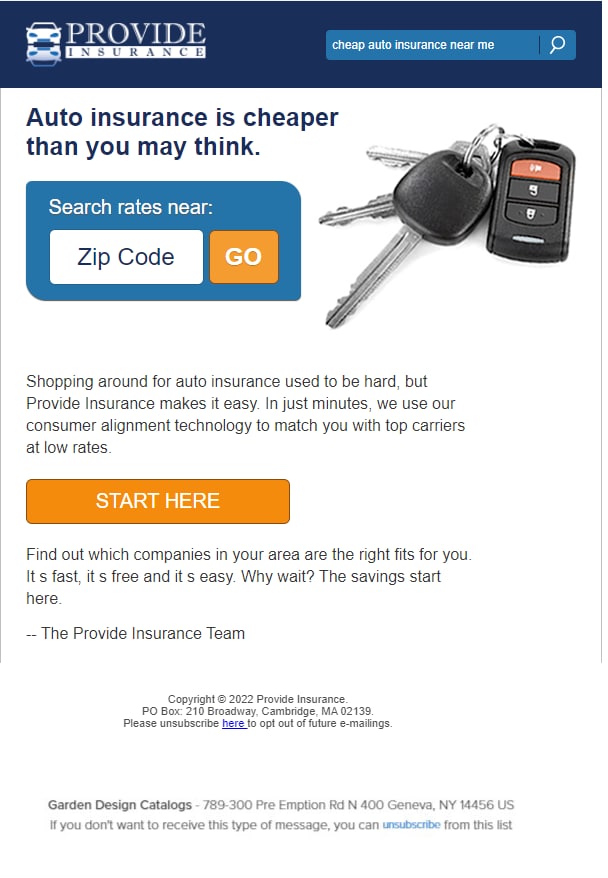 PROVIDE
INSURANCE
cheap auto insurance near me
Auto insurance is cheaper
than you may think.
Search rates near:
Zip Code
GO
Shopping around for auto insurance used to be hard, but
Provide Insurance makes it easy. In just minutes, we use our
consumer alignment technology to match you with top carriers
at low rates.
START HERE
Find out which companies in your area are the right fits for you.
It s fast, it s free and it s easy. Why wait? The savings start
here.
-- The Provide Insurance Team
Copyright © 2022 Provide Insurance.
PO Box: 210 Broadway, Cambridge, MA 02139.
Please unsubscribe here to opt out of future e-mailings.
Garden Design Catalogs - 789-300 Pre Emption Rd N 400 Geneva, NY 14456 US
If you don't want to receive this type of message, you can unsubscribe from this list